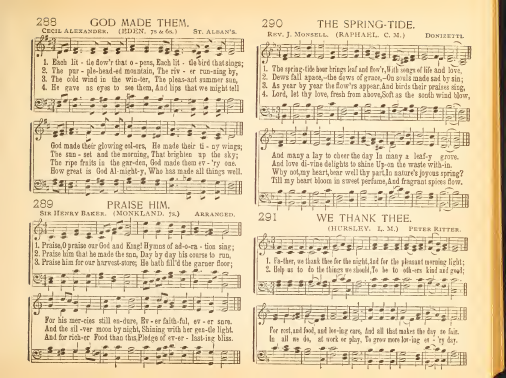 288 GOD MADE THEM.
CECIL ALEXANDER. (EDEN. 7s & 6s.) ST. ALBAN'S.
1. Each lit - tle flow'r that o - pens, Each lit - tle bird that sings;
2. The pur - ple-head-ed mountain, The riv - er run-ning by,
3. The cold wind in the win-ter, The pleas-ant summer sun,
4. He gave us eyes to see them, And lips that we might tell
God made their glowing col-ors, He made their ti - ny wings;
The sun - set and the morning, That brighten up the sky;
The ripe fruits in the gar-den, God made them ev - 'ry one.
How great is God Al-might-y, Who has made all things well.
289 PRAISE HIM.
SIR HENRY BAKER. (MONKLAND. 7s.) ARRANGED.
1. Praise, O praise our God and King! Hymns of ad-o-ra - tion sing;
2. Praise him that he made the sun, Day by day his course to run,
3. Praise him for our harvest-store; He hath fill'd the garner floor;
For his mer-cies still en-dure, Ev - er faith-ful, ev - er sure.
And the sil - ver moon by night, Shining with her gen-tle light.
And for rich-er Food than this, Pledge of ev-er - last-ing bliss.
290 THE SPRING-TIDE.
REV. J. MONSELL. (RAPHAEL. C. M.) DONIZETTI.
1. The spring-tide hour brings leaf and flow'r, With songs of life and love,
2. Dews fall apace,—the dews of grace,—On souls made sad by sin;
3. As year by year the flow'rs appear, And birds their praises sing,
4. Lord, let thy love, fresh from above, Soft as the south wind blow,
And many a lay to cheer the day In many a leaf-y grove.
And love di-vine delights to shine Up-on the waste with-in.
Why not, my heart, bear well thy part In nature's joyous spring?
Till my heart bloom in sweet perfume, And fragrant spices flow.
291 WE THANK THEE.
(HURSLEY. L. M.) PETER RITTER.
1. Fa-ther, we thank thee for the night, And for the pleasant morning light;
2. Help us to do the things we should, To be to oth-ers kind and good;
For rest, and food, and lov-ing care, And all that makes the day so fair.
In all we do, at work or play, To grow more lov-ing ev - 'ry day.